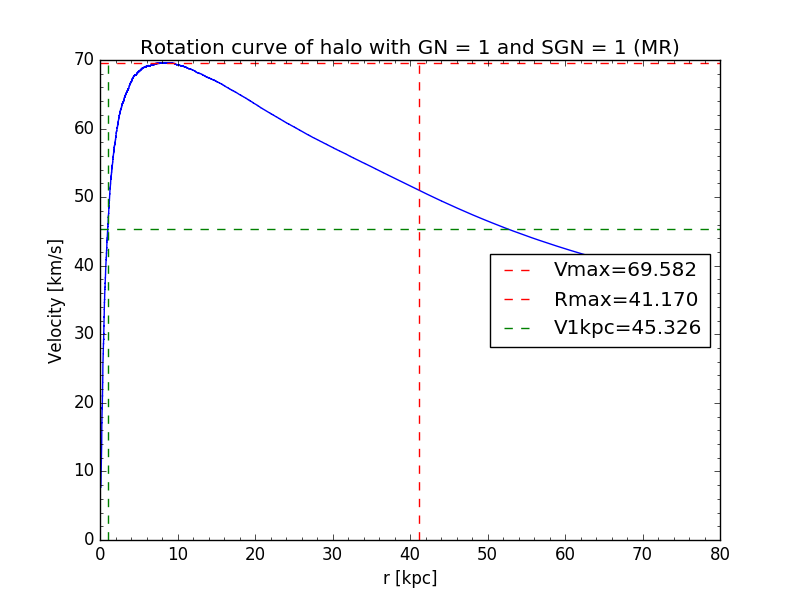 Rotation curve of halo with GN = 1 and SGN = 1 (MR)
70
60
50
40
30
20
10
0
Velocity [km/s]
Vmax=69.582
Rmax=41.170
V1kpc=45.326
0 10 20 30 40 50 60 70 80
r [kpc]